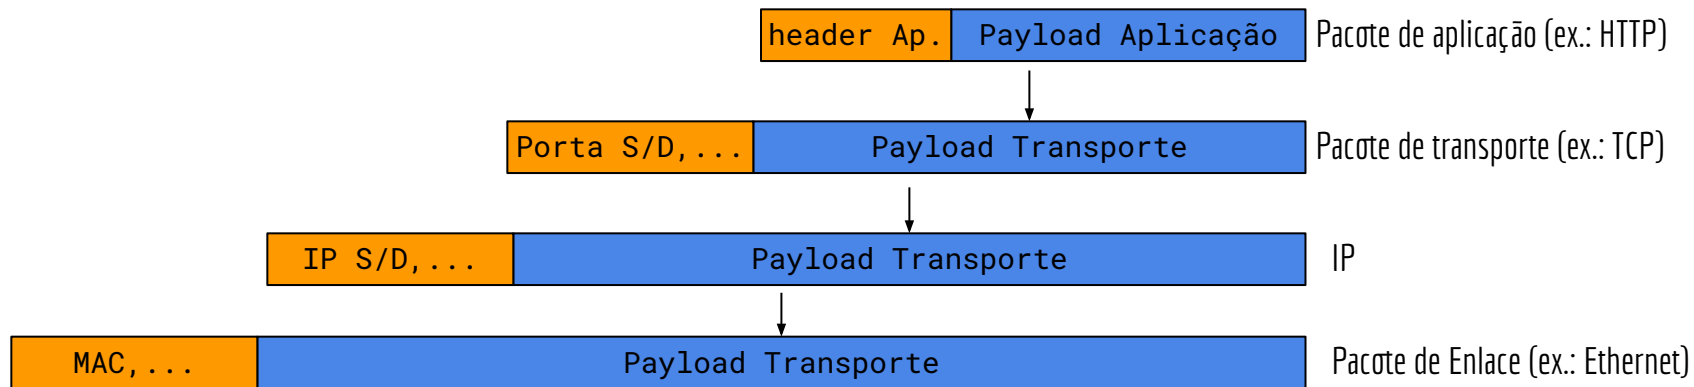 header Ap. Payload Aplicação Pacote de aplicação (ex.: HTTP)
Porta S/D,... Payload Transporte Pacote de transporte (ex.: TCP)
IP S/D,... Payload Transporte IP
MAC,... Payload Transporte Pacote de Enlace (ex.: Ethernet)